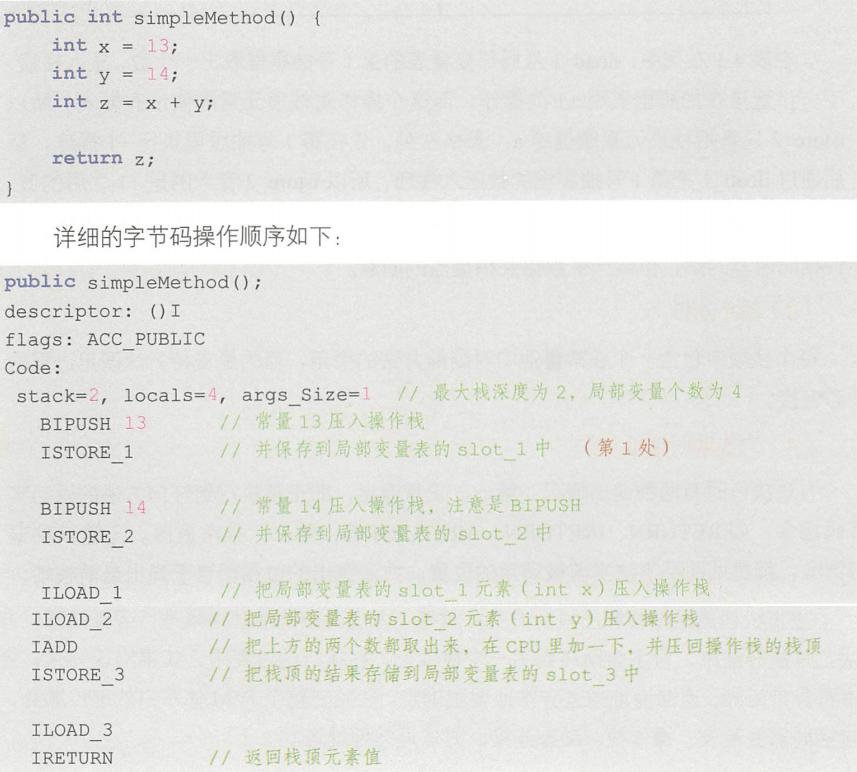 public int simpleMethod() {
int x = 13;
int y = 14;
int z = x + y;
return z;
}
详细的字节码操作顺序如下:
public simpleMethod();
descriptor: ()I
flags: ACC_PUBLIC
Code:
stack=2, locals=4, args_Size=1 // 最大栈深度为 2, 局部变量个数为 4
BIPUSH 13 // 常量 13 压入操作栈
ISTORE_1 // 并保存到局部变量表的 slot_1 中 (第 1 处)
BIPUSH 14 // 常量 14 压入操作栈, 注意是 BIPUSH
ISTORE_2 // 并保存到局部变量表的 slot_2 中
ILOAD_1 // 把局部变量表的 slot_1 元素 (int x) 压入操作栈
ILOAD_2 // 把局部变量表的 slot_2 元素 (int y) 压入操作栈
IADD // 把上方的两个数都取出来, 在 CPU 里加一下, 并压回操作栈的栈顶
ISTORE_3 // 把栈顶的结果存储到局部变量表的 slot_3 中
ILOAD_3
IRETURN // 返回栈顶元素值